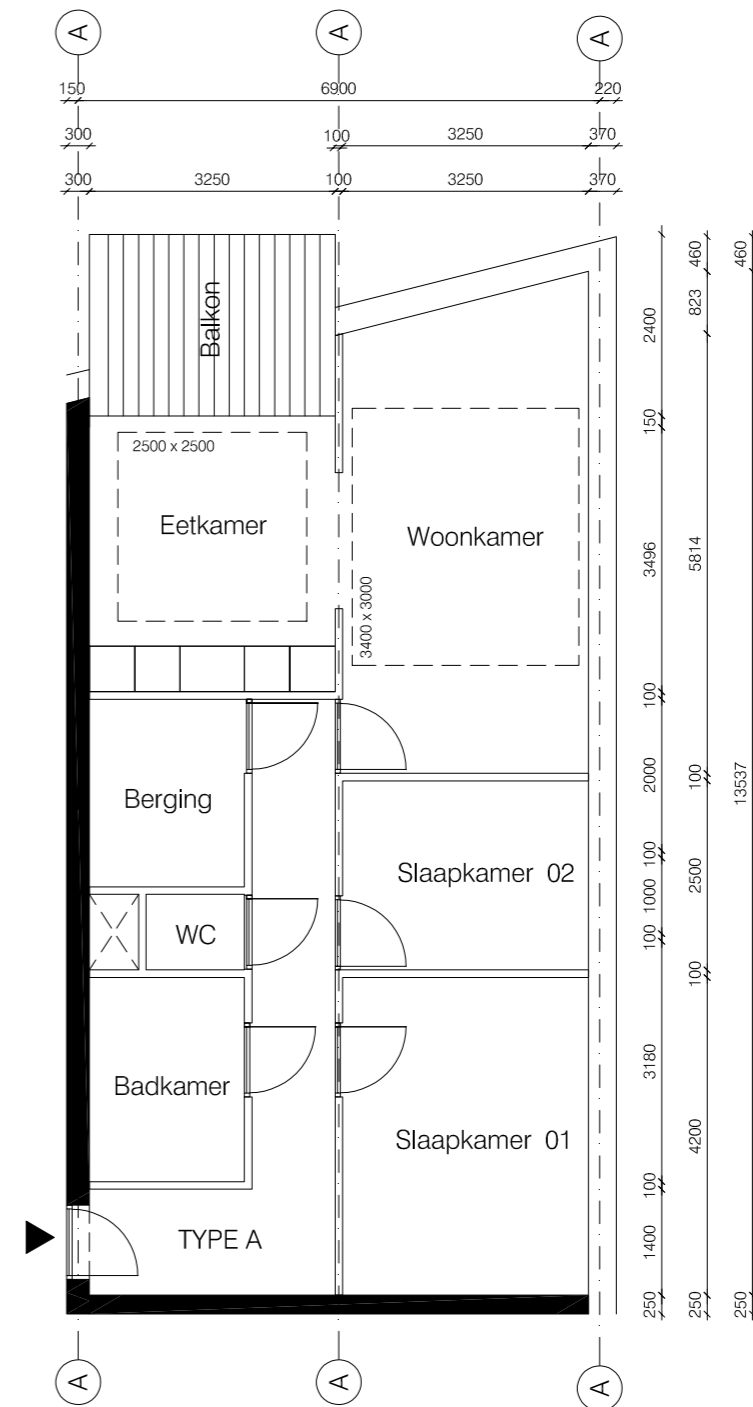 A A A
150 6900 220
300 100 3250 370
300 3250 100 3250 370
Balkon
2500 x 2500
Eetkamer
Woonkamer
3400 x 3000
Berging
Slaapkamer 02
WC
Badkamer
Slaapkamer 01
TYPE A
2400
150
3496
100
2000
100
1000
100
3180
100
1400
250
460
823
5814
100
2500
100
4200
250
460
13537
250
A A A